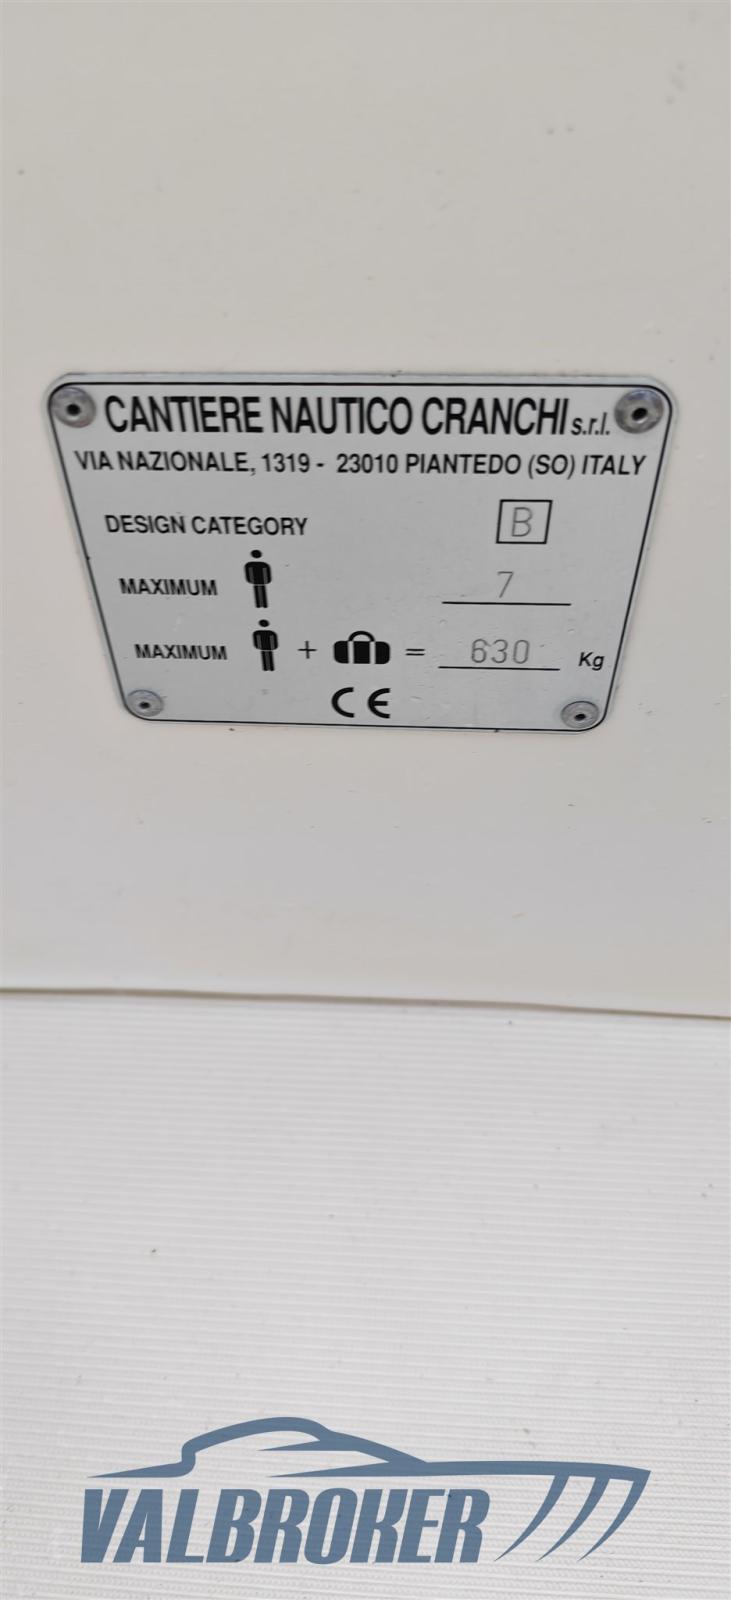 CANTIERE NAUTICO CRANCHI s.r.l.
VIA NAZIONALE, 1319 - 23010 PIANTEDO (SO) ITALY
DESIGN CATEGORY B
MAXIMUM 7
MAXIMUM + = 630 Kg
CE
VALBROKER